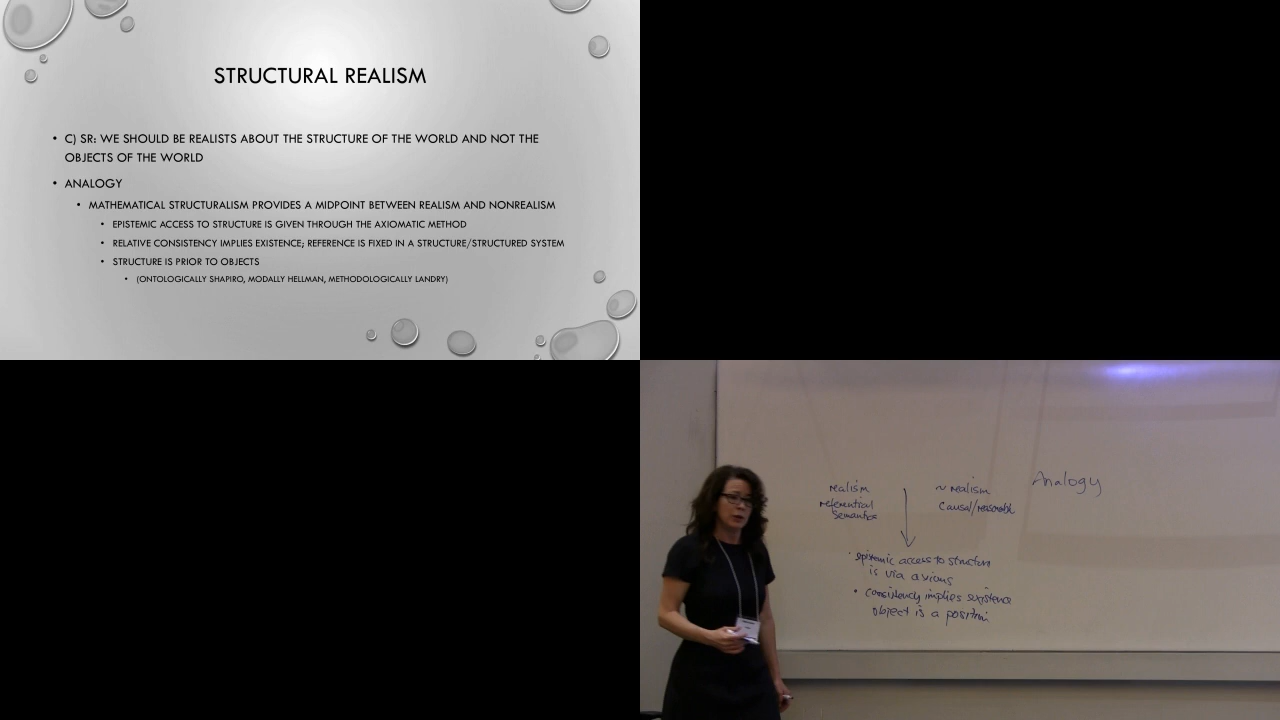 STRUCTURAL REALISM
• C) SR: WE SHOULD BE REALISTS ABOUT THE STRUCTURE OF THE WORLD AND NOT THE
OBJECTS OF THE WORLD
• ANALOGY
• MATHEMATICAL STRUCTURALISM PROVIDES A MIDPOINT BETWEEN REALISM AND NONREALISM
• EPISTEMIC ACCESS TO STRUCTURE IS GIVEN THROUGH THE AXIOMATIC METHOD
• RELATIVE CONSISTENCY IMPLIES EXISTENCE; REFERENCE IS FIXED IN A STRUCTURE/STRUCTURED SYSTEM
• STRUCTURE IS PRIOR TO OBJECTS
• (ONTOLOGICALLY SHAPIRO, MODALLY HELLMAN, METHODOLOGICALLY LANDRY)
realism
referential
semantics
~ realism
causal/reasonable
Analogy
• epistemic access to structure
is via axioms
• consistency implies existence
object is a position